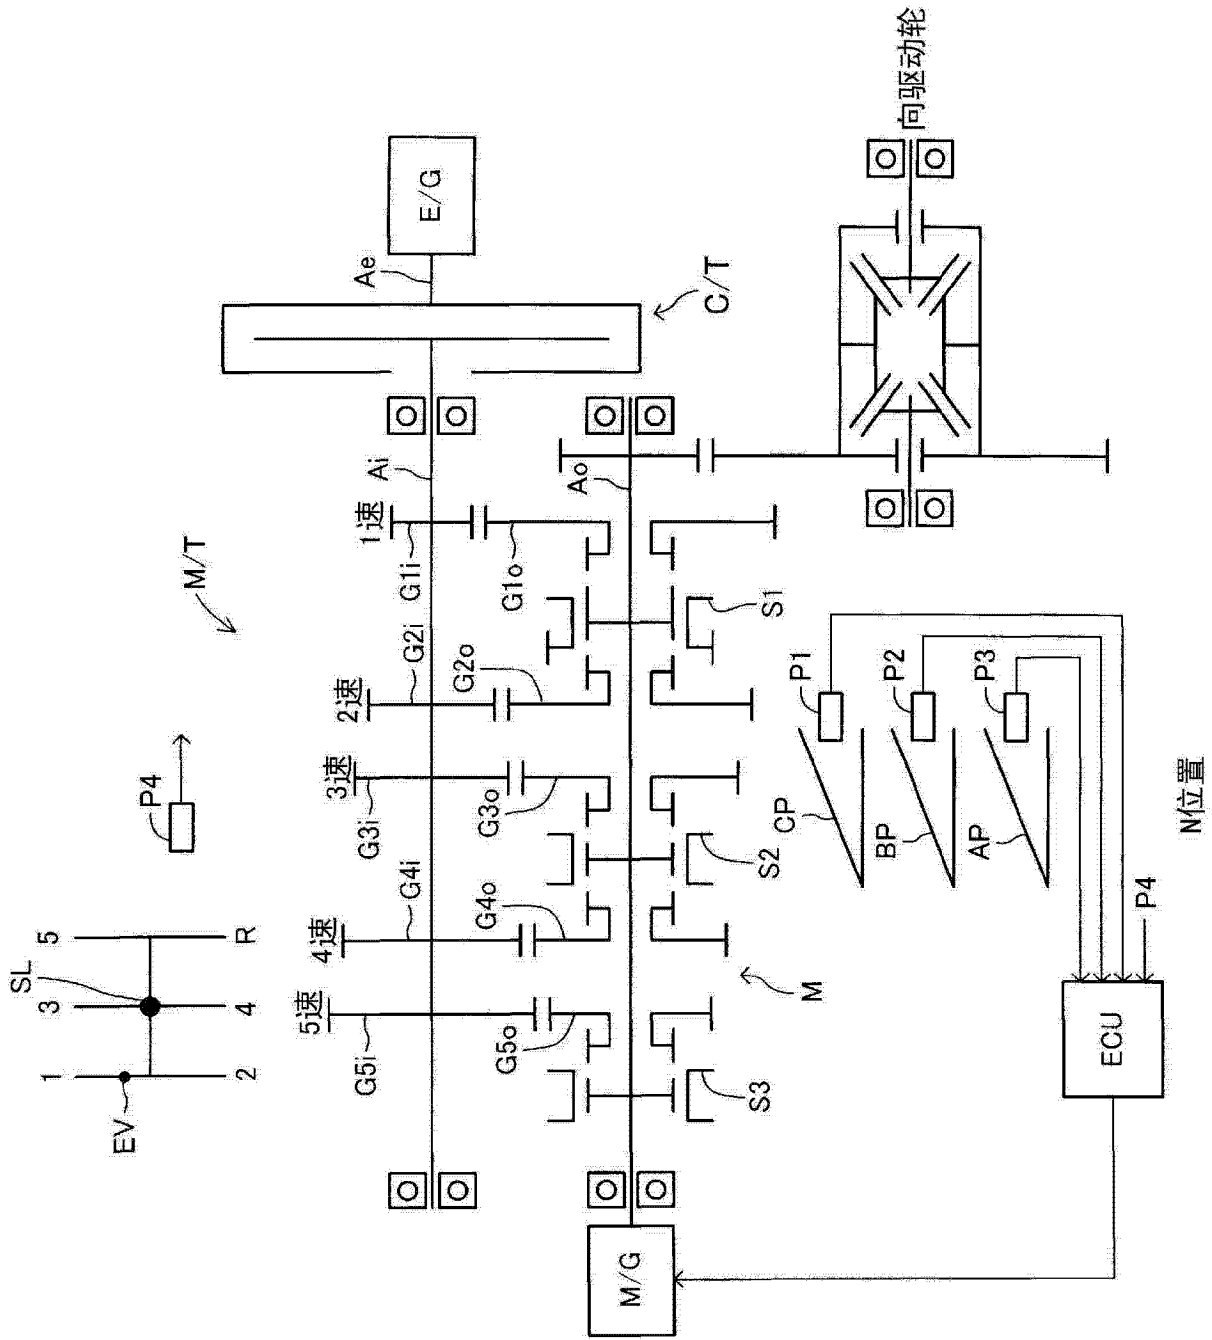 向驱动轮
E/G
Ae
C/T
Ai
Ao
1速
G1i
G1o
M/T
S1
G2i
G2o
2速
P1
P2
P3
3速
G3i
G3o
P4
CP
BP
AP
N位置
S2
G4i
G4o
4速
P4
5
R
SL
3
4
M
5速
G5i
G5o
ECU
1
2
S3
EV
M/G